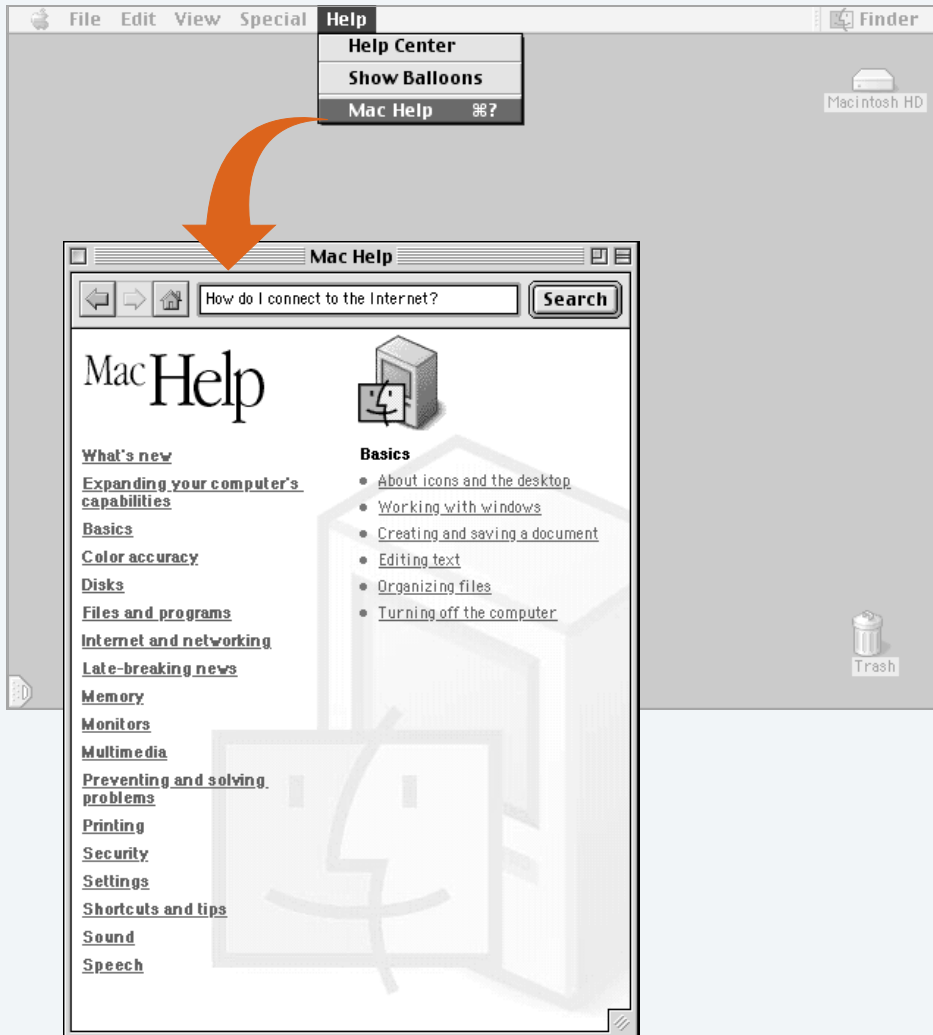 File Edit View Special Help Finder
Help Center
Show Balloons
Mac Help ⌘?
Macintosh HD
Mac Help
How do I connect to the Internet? Search
Mac Help
What's new
Expanding your computer's
capabilities
Basics
Color accuracy
Disks
Files and programs
Internet and networking
Late-breaking news
Memory
Monitors
Multimedia
Preventing and solving
problems
Printing
Security
Settings
Shortcuts and tips
Sound
Speech
Basics
• About icons and the desktop
• Working with windows
• Creating and saving a document
• Editing text
• Organizing files
• Turning off the computer
Trash